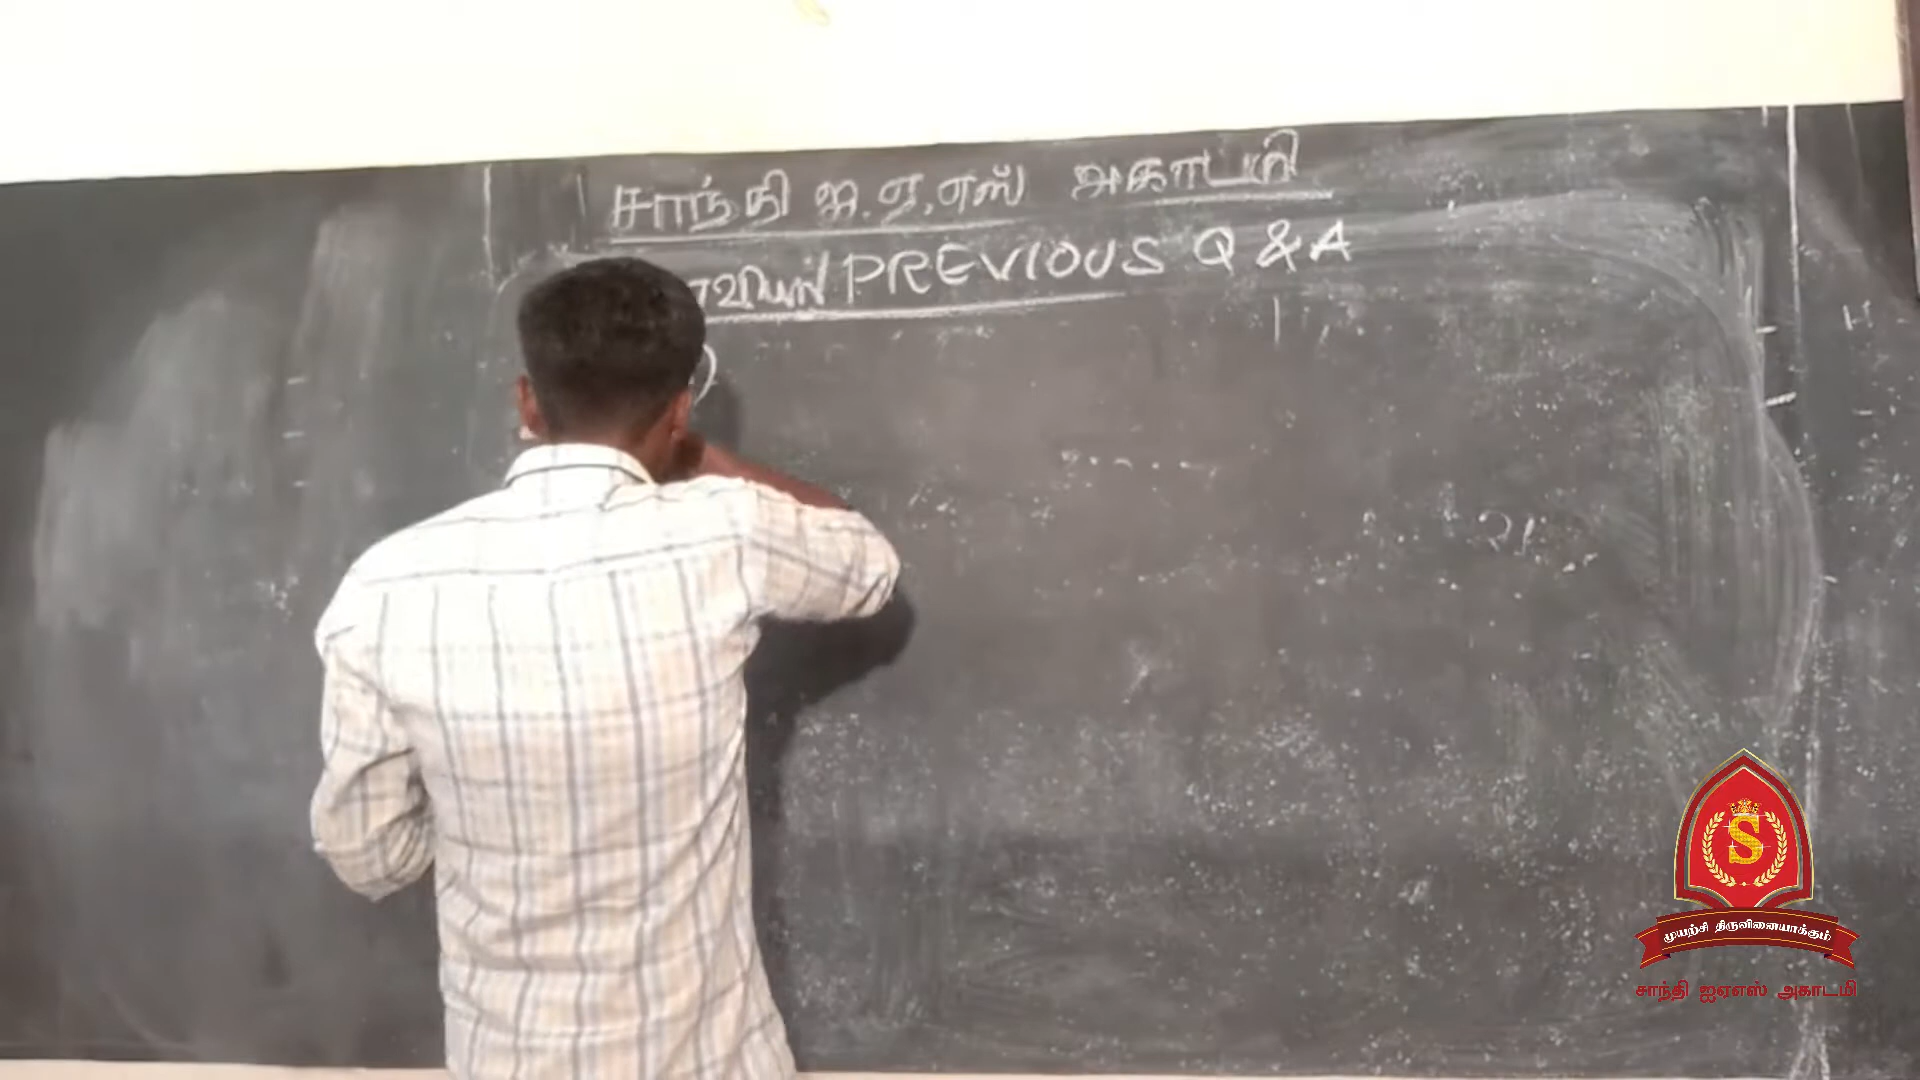 சாந்தி ஐ.ஏ.எஸ் அகாடமி
PREVIOUS Q & A
S
முயற்சி திருவினையாக்கும்
சாந்தி ஐஏஎஸ் அகாடமி